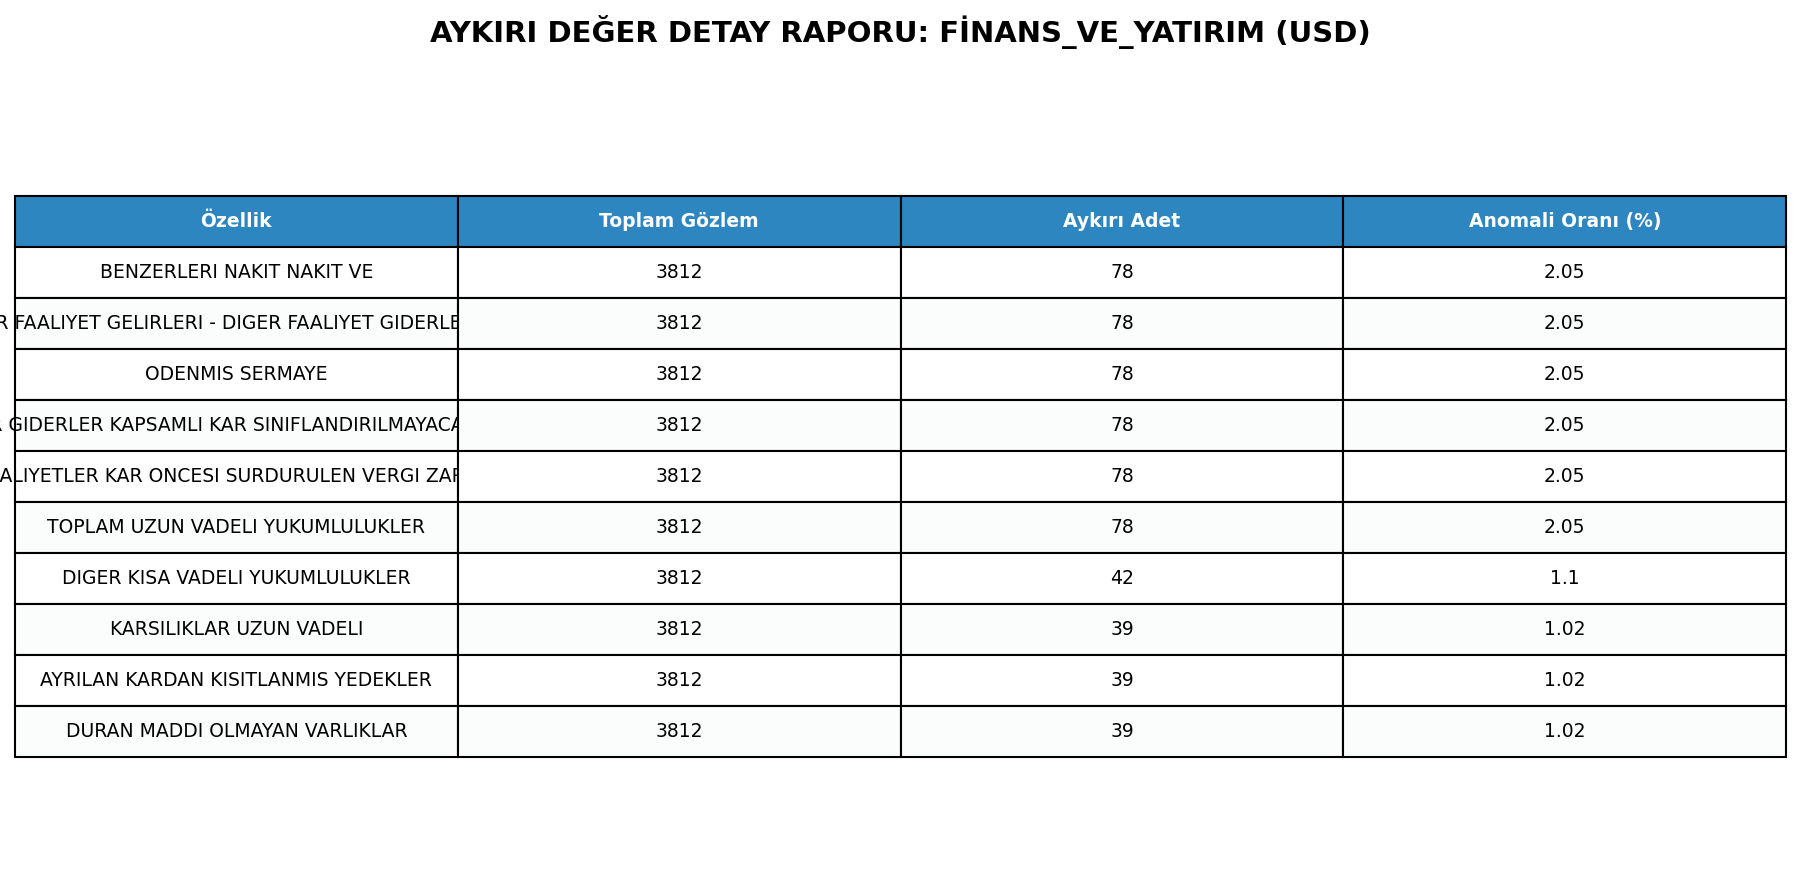 AYKIRI DEĞER DETAY RAPORU: FİNANS_VE_YATIRIM (USD)
Özellik Toplam Gözlem Aykırı Adet Anomali Oranı (%)
BENZERLERI NAKIT NAKIT VE 3812 78 2.05
R FAALIYET GELIRLERI - DIGER FAALIYET GIDERLE 3812 78 2.05
ODENMIS SERMAYE 3812 78 2.05
GIDERLER KAPSAMLI KAR SINIFLANDIRILMAYACA 3812 78 2.05
ALIYETLER KAR ONCESI SURDURULEN VERGI ZAR 3812 78 2.05
TOPLAM UZUN VADELI YUKUMLULUKLER 3812 78 2.05
DIGER KISA VADELI YUKUMLULUKLER 3812 42 1.1
KARSILIKLAR UZUN VADELI 3812 39 1.02
AYRILAN KARDAN KISITLANMIS YEDEKLER 3812 39 1.02
DURAN MADDI OLMAYAN VARLIKLAR 3812 39 1.02